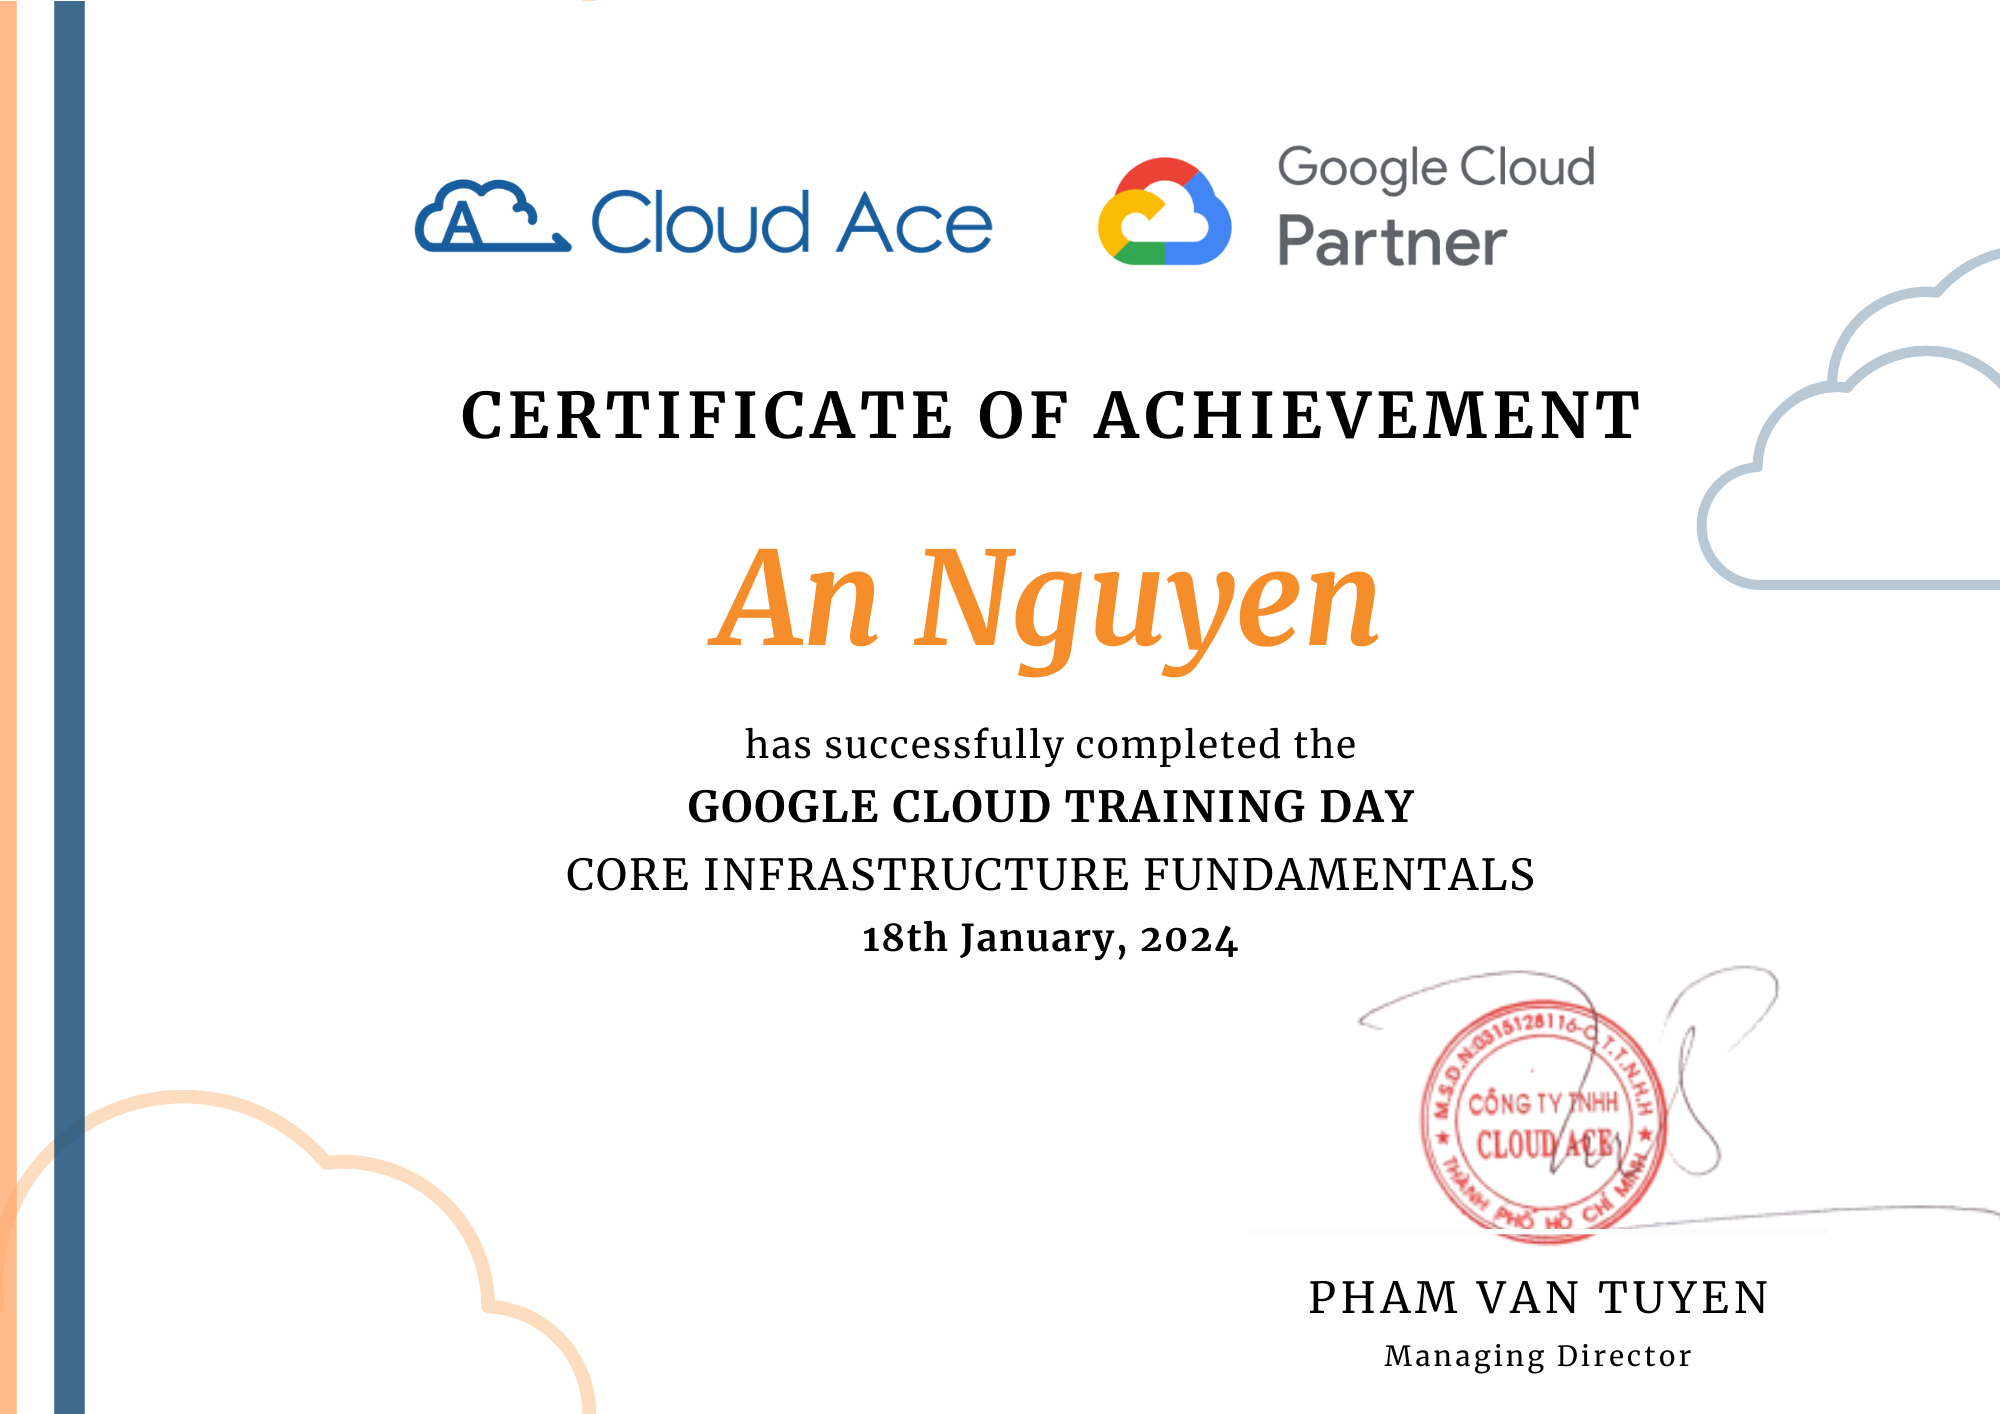 Cloud Ace
Google Cloud
Partner
CERTIFICATE OF ACHIEVEMENT
An Nguyen
has successfully completed the
GOOGLE CLOUD TRAINING DAY
CORE INFRASTRUCTURE FUNDAMENTALS
18th January, 2024
M.S.D.N:0315128116-C.T.T.N.H.H
CÔNG TY TNHH
CLOUD ACE
THÀNH PHỐ HỒ CHÍ MINH
PHAM VAN TUYEN
Managing Director